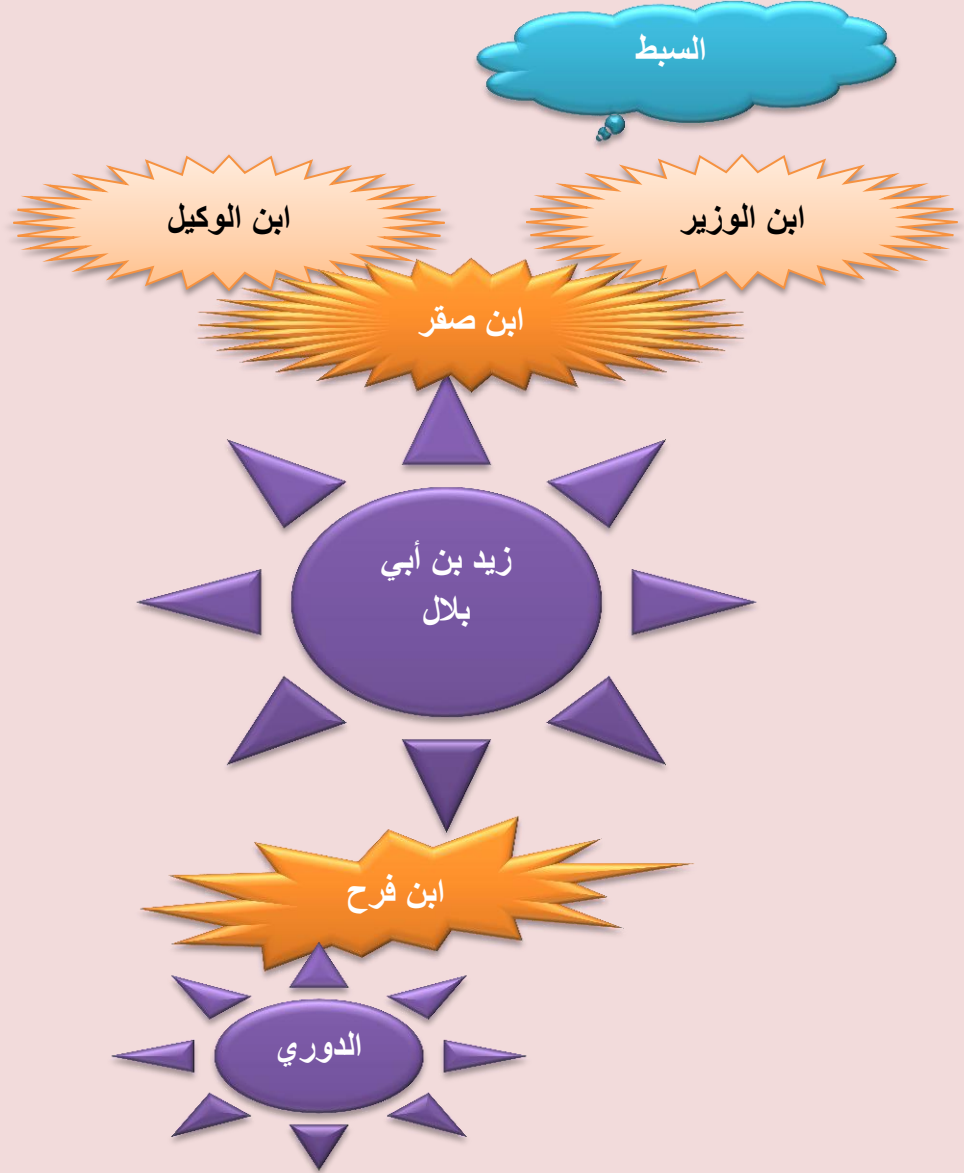 السبط
ابن الوزير
ابن الوكيل
ابن صقر
زيد بن أبي
بلال
ابن فرح
الدوري